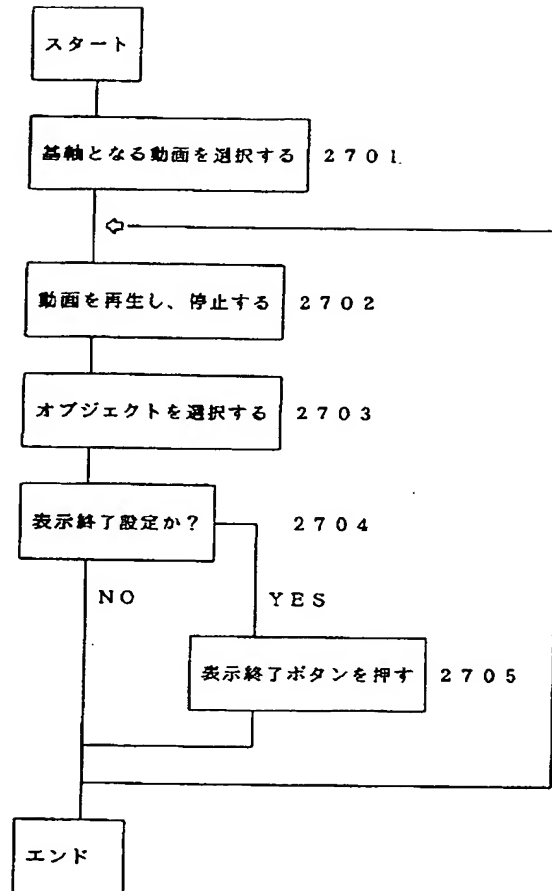 スタート
基軸となる動画を選択する 2701
動画を再生し、停止する 2702
オブジェクトを選択する 2703
表示終了設定か？ 2704
NO YES
表示終了ボタンを押す 2705
エンド